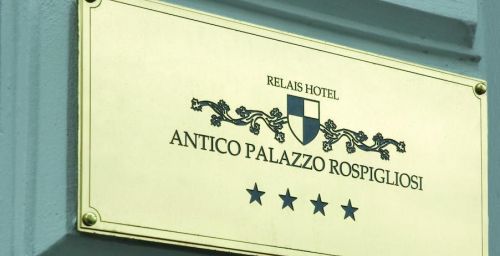 RELAIS HOTEL
ANTICO PALAZZO ROSPIGLIOSI